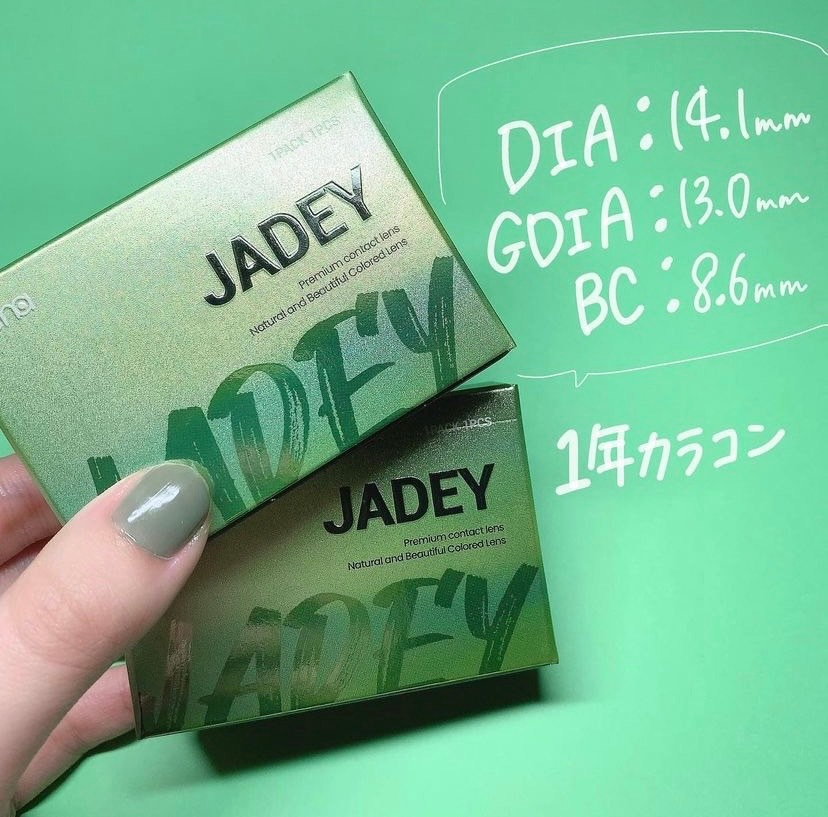 1PACK 1PCS
JADEY
Premium contact lens
Natural and Beautiful Colored Lens
JADEY
1PACK 1PCS
JADEY
Premium contact lens
Natural and Beautiful Colored Lens
JADEY
DIA:14.1mm
GDIA:13.0mm
BC:8.6mm
1年カラコン